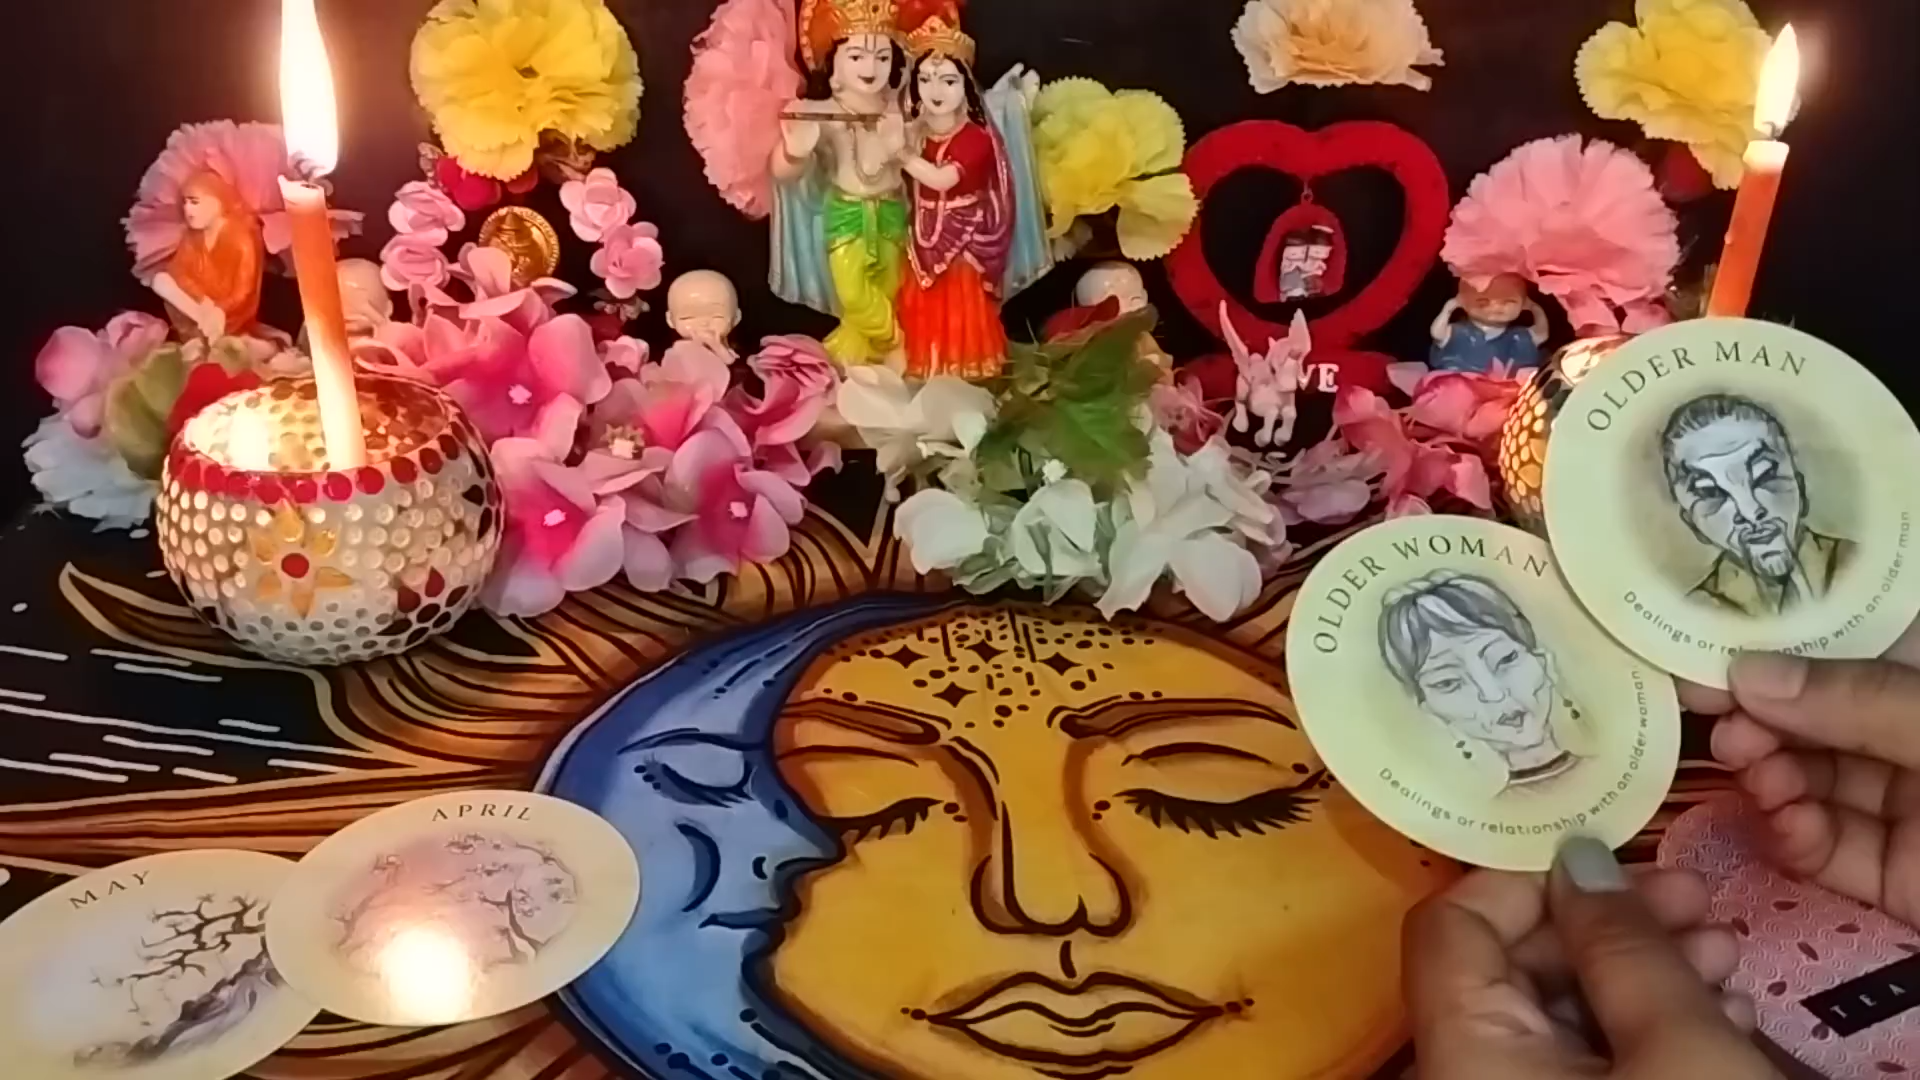 VE
OLDER MAN
Dealings or relationship with an older man
OLDER WOMAN
Dealings or relationship with an older woman
APRIL
MAY
TEA